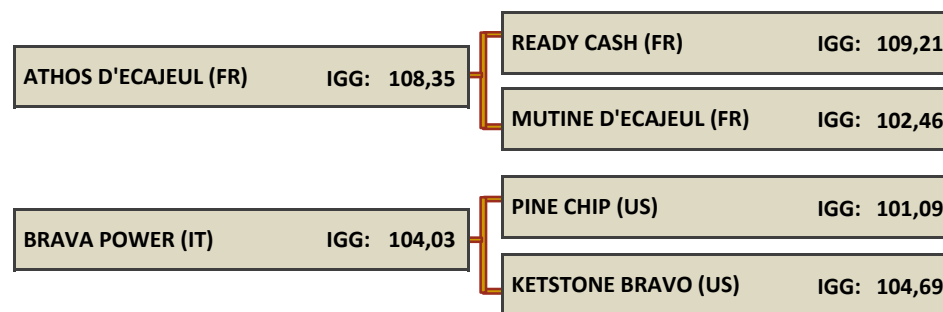 READY CASH (FR) IGG: 109,21
ATHOS D'ECAJEUL (FR) IGG: 108,35
MUTINE D'ECAJEUL (FR) IGG: 102,46
PINE CHIP (US) IGG: 101,09
BRAVA POWER (IT) IGG: 104,03
KETSTONE BRAVO (US) IGG: 104,69